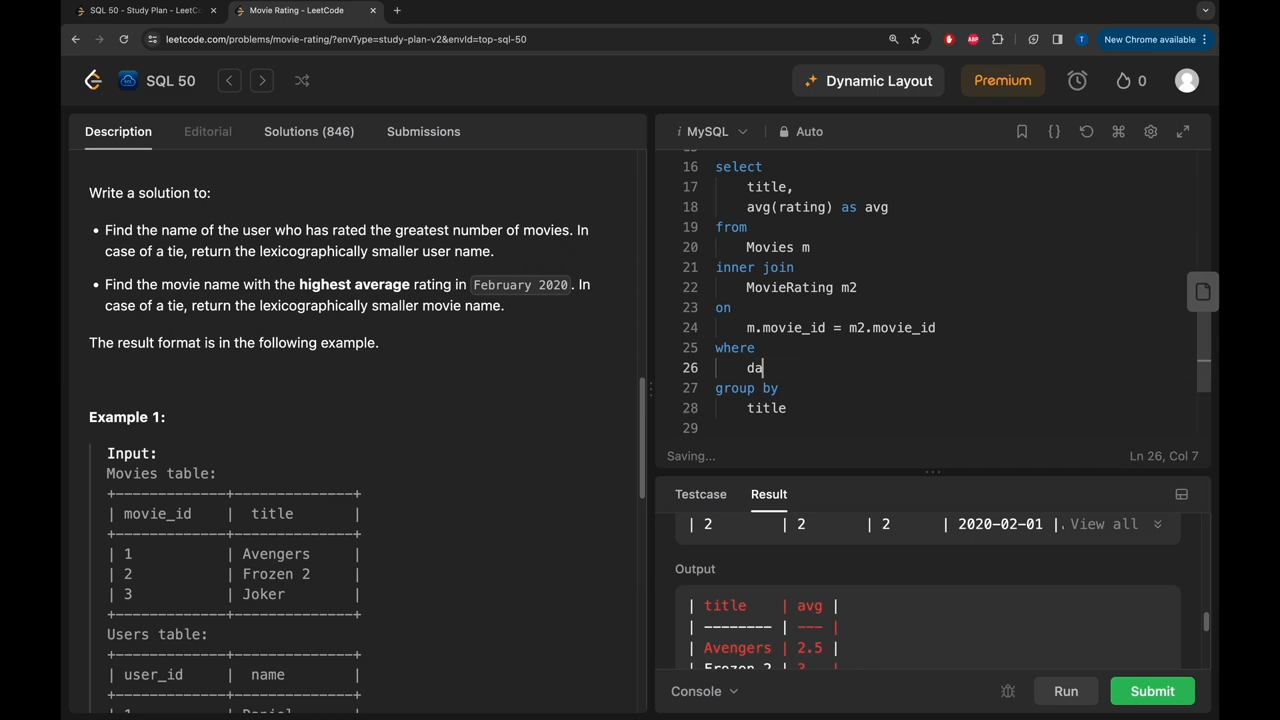 SQL 50 - Study Plan - LeetCo
Movie Rating - LeetCode
leetcode.com/problems/movie-rating/?envType=study-plan-v2&envId=top-sql-50
ABP
T
New Chrome available
SQL 50
Dynamic Layout
Premium
0
Description
Editorial
Solutions (846)
Submissions
Write a solution to:
• Find the name of the user who has rated the greatest number of movies. In
case of a tie, return the lexicographically smaller user name.
• Find the movie name with the highest average rating in February 2020. In
case of a tie, return the lexicographically smaller movie name.
The result format is in the following example.
Example 1:
Input:
Movies table:
+-------------+--------------+
| movie_id | title |
+-------------+--------------+
| 1 | Avengers |
| 2 | Frozen 2 |
| 3 | Joker |
+-------------+--------------+
Users table:
+-------------+--------------+
| user_id | name |
+-------------+--------------+
i MySQL
Auto
16 select
17 title,
18 avg(rating) as avg
19 from
20 Movies m
21 inner join
22 MovieRating m2
23 on
24 m.movie_id = m2.movie_id
25 where
26 da
27 group by
28 title
29
Saving...
Ln 26, Col 7
Testcase
Result
| 2 | 2 | 2 | 2020-02-01 |. View all
Output
| title | avg |
| -------- | --- |
| Avengers | 2.5 |
| Frozen 2 | 3
Console
Run
Submit